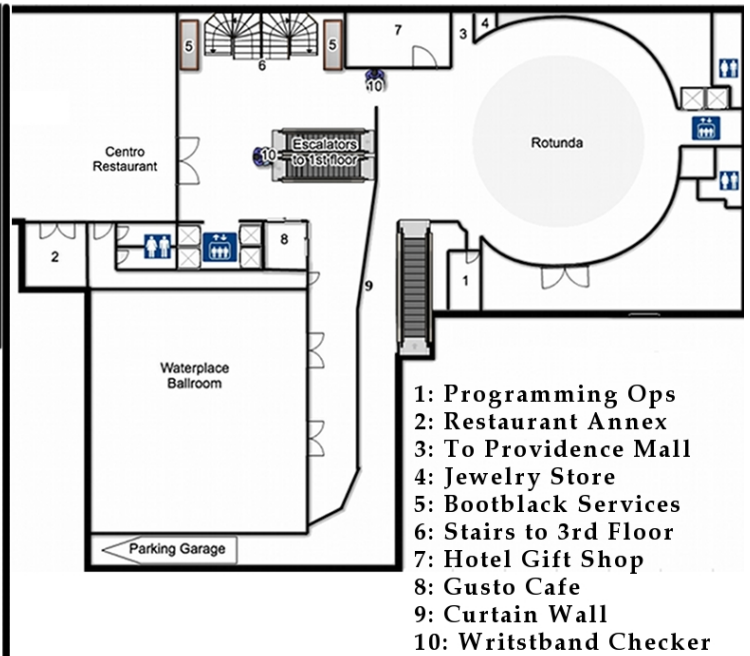 5
6
5
7
3
4
10
Centro
Restaurant
10
Escalators
to 1st floor
Rotunda
2
8
9
1
Waterplace
Ballroom
Parking Garage
1: Programming Ops
2: Restaurant Annex
3: To Providence Mall
4: Jewelry Store
5: Bootblack Services
6: Stairs to 3rd Floor
7: Hotel Gift Shop
8: Gusto Cafe
9: Curtain Wall
10: Writstband Checker